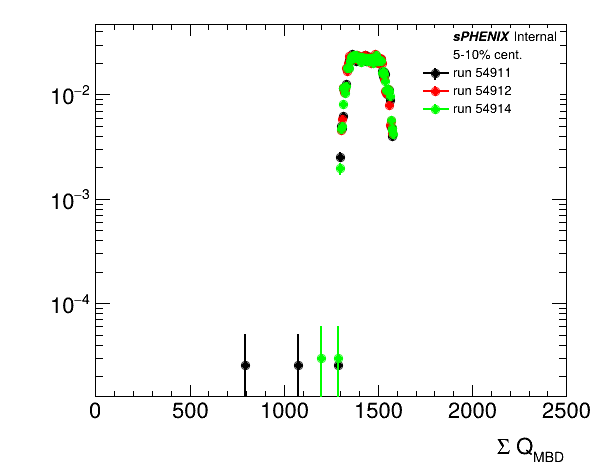 sPHENIX Internal
5-10% cent.
run 54911
run 54912
run 54914
10⁻²
10⁻³
10⁻⁴
0 500 1000 1500 2000 2500
Σ Q_MBD